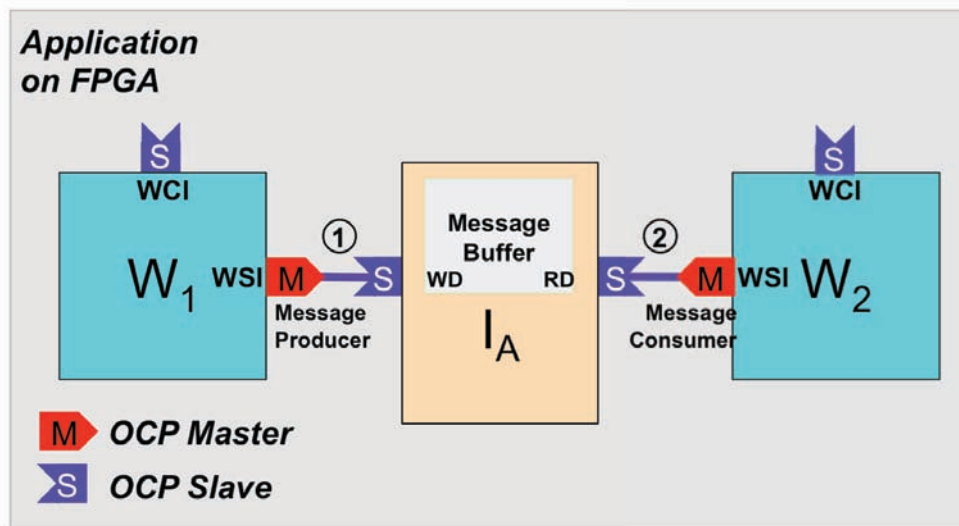 Application
on FPGA
S
WCI
W1
WSI
M
Message
Producer
1
S
Message
Buffer
WD RD
IA
S
2
M
Message
Consumer
S
WCI
WSI
W2
M OCP Master
S OCP Slave